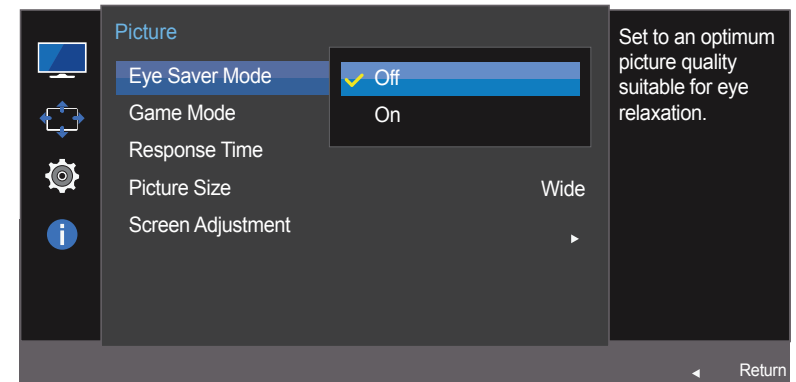 Picture
Eye Saver Mode
Off
Game Mode
On
Response Time
Picture Size
Wide
Screen Adjustment
Set to an optimum
picture quality
suitable for eye
relaxation.
Return